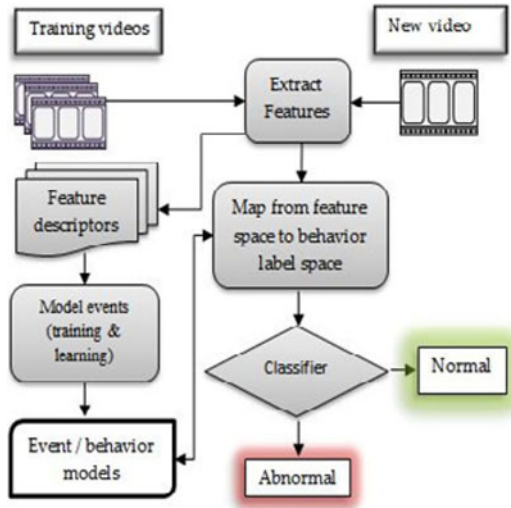 Training videos
New video
Extract
Features
Feature
descriptors
Map from feature
space to behavior
label space
Model events
(training &
learning)
Classifier
Normal
Event / behavior
models
Abnormal